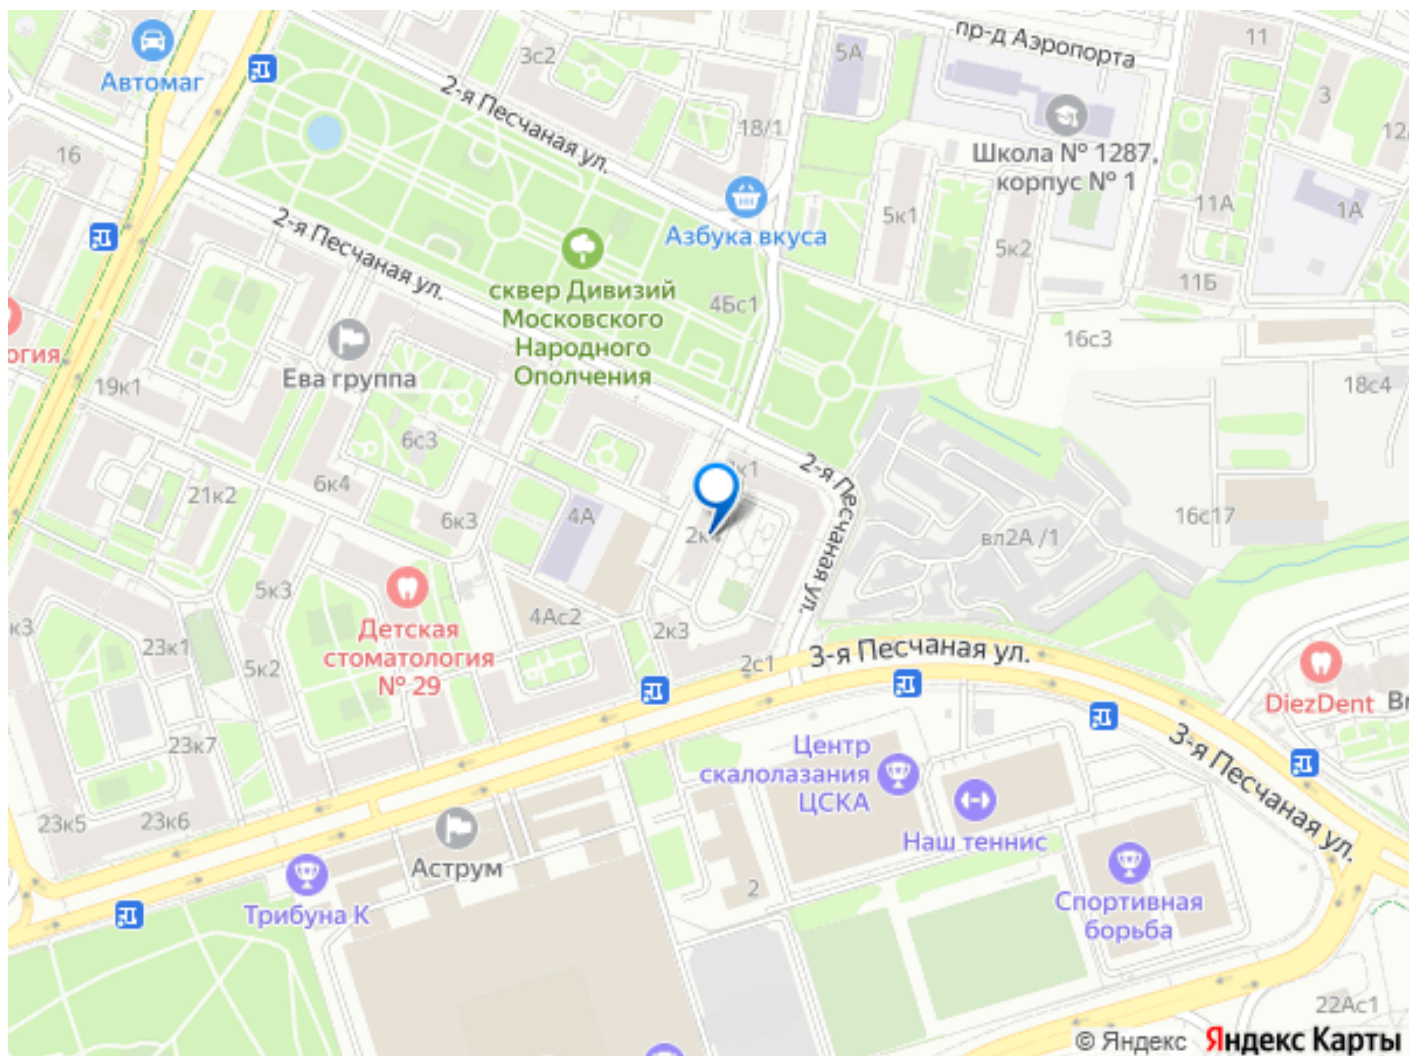 Автомаг
3с2
2-я Песчаная ул.
5А
пр-д Аэропорта
11
3
18/1
Школа № 1287,
корпус № 1
16
Азбука вкуса
5к1
5к2
11А
1А
11Б
2-я Песчаная ул.
сквер Дивизий
Московского
Народного
Ополчения
4Бс1
огия
Ева группа
16с3
18с4
19к1
6с3
6к4
21к2
6к3
4А
2-я Песчаная ул.
16с17
вл2А /1
5к3
Детская
стоматология
№ 29
4Ас2
2к3
к3
23к1
5к2
2с1
3-я Песчаная ул.
DiezDent
23к7
Центр
скалолазания
ЦСКА
3-я Песчаная ул.
23к5
23к6
Аструм
Наш теннис
2
Трибуна К
Спортивная
борьба
22Ас1
© Яндекс Яндекс Карты